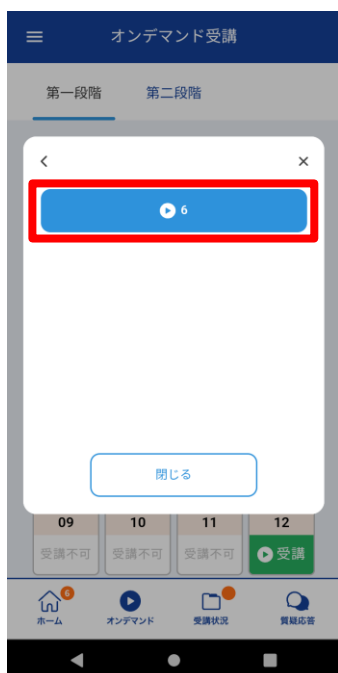 オンデマンド受講
第一段階 第二段階
6
閉じる
09 10 11 12
受講不可 受講不可 受講不可 受講
6
ホーム オンデマンド 受講状況 質疑応答